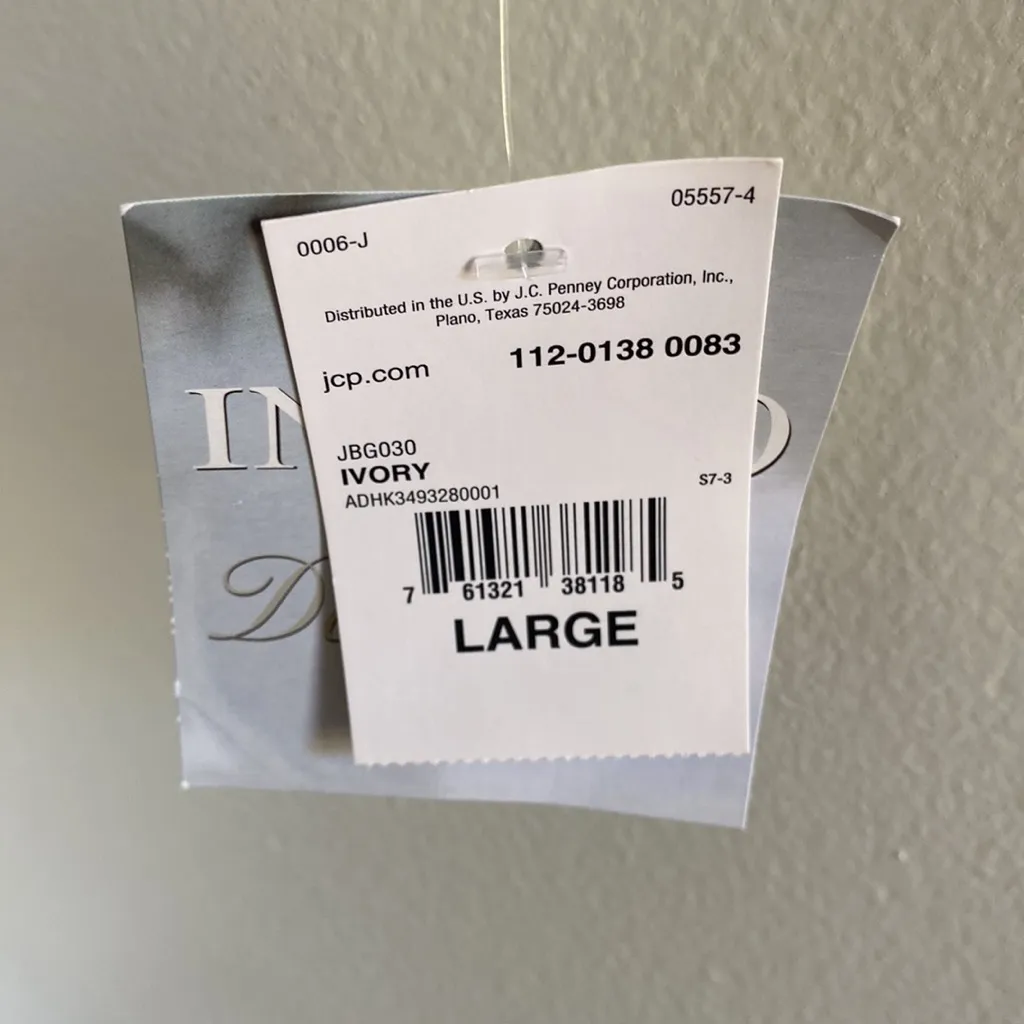 05557-4
0006-J
Distributed in the U.S. by J.C. Penney Corporation, Inc.,
Plano, Texas 75024-3698
jcp.com 112-0138 0083
JBG030
IVORY
ADHK3493280001 S7-3
7 61321 38118 5
LARGE